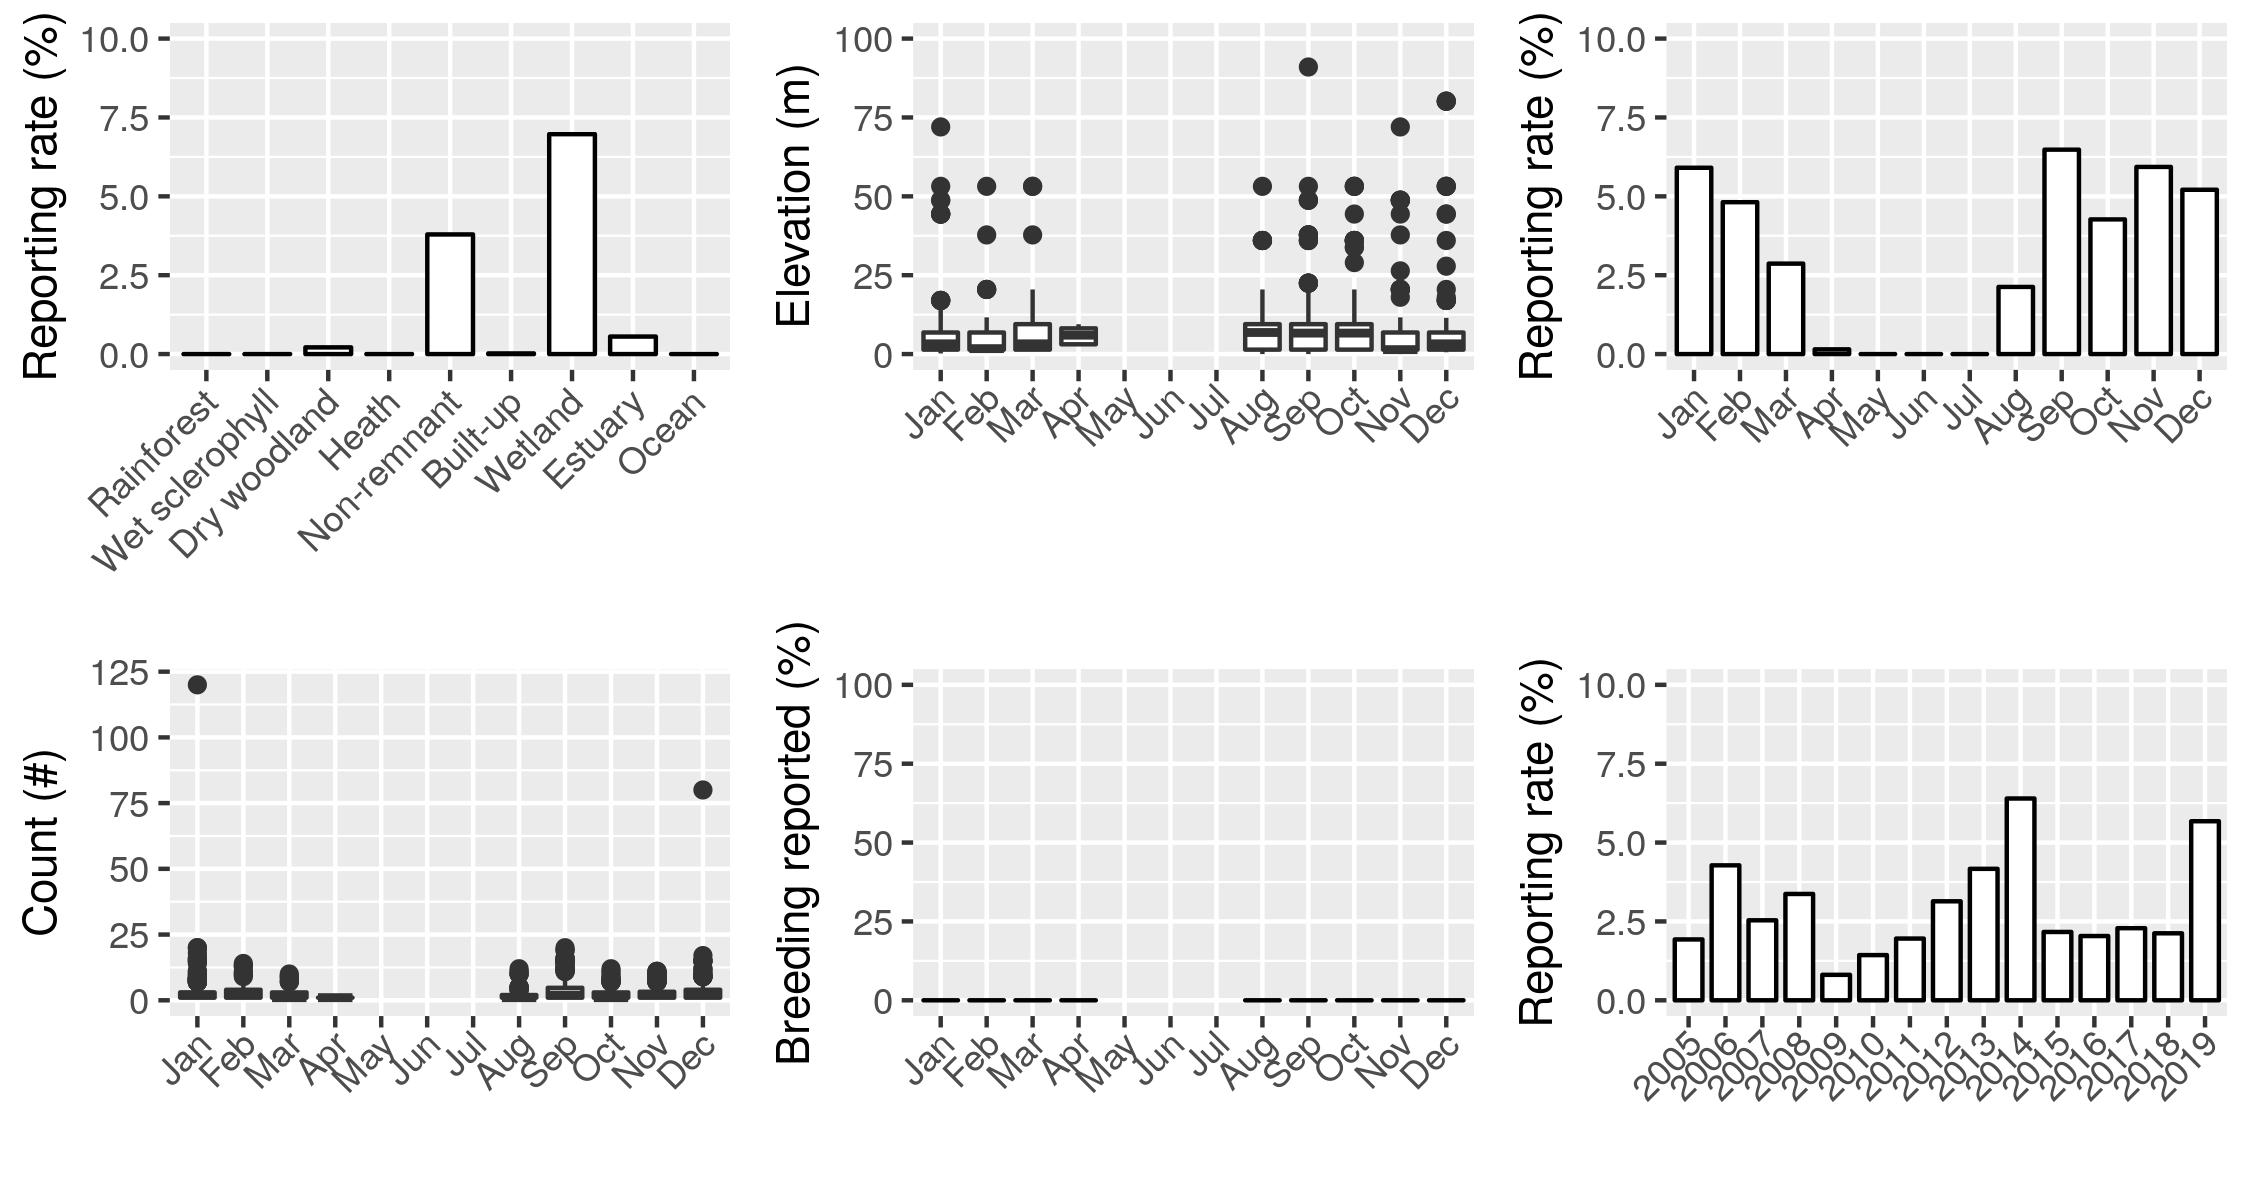 Reporting rate (%)
10.0
7.5
5.0
2.5
0.0
Rainforest
Wet sclerophyll
Dry woodland
Heath
Non-remnant
Built-up
Wetland
Estuary
Ocean
Elevation (m)
100
75
50
25
0
Jan
Feb
Mar
Apr
May
Jun
Jul
Aug
Sep
Oct
Nov
Dec
Reporting rate (%)
10.0
7.5
5.0
2.5
0.0
Jan
Feb
Mar
Apr
May
Jun
Jul
Aug
Sep
Oct
Nov
Dec
Count (#)
125
100
75
50
25
0
Jan
Feb
Mar
Apr
May
Jun
Jul
Aug
Sep
Oct
Nov
Dec
Breeding reported (%)
100
75
50
25
0
Jan
Feb
Mar
Apr
May
Jun
Jul
Aug
Sep
Oct
Nov
Dec
Reporting rate (%)
10.0
7.5
5.0
2.5
0.0
2005
2006
2007
2008
2009
2010
2011
2012
2013
2014
2015
2016
2017
2018
2019